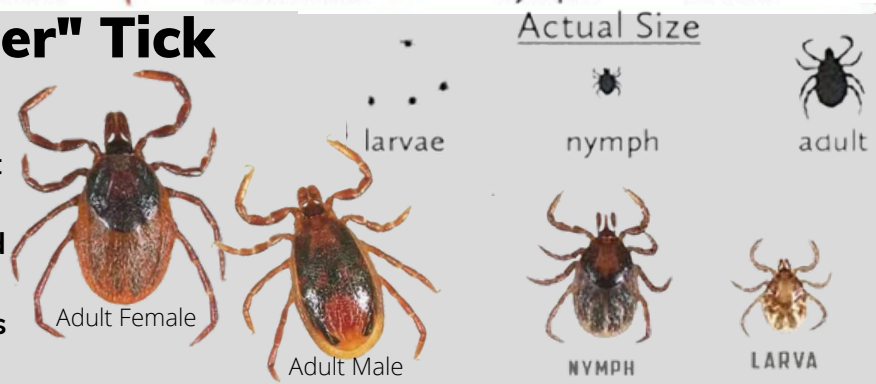 er" Tick
Actual Size
larvae
nymph
adult
s
Adult Female
Adult Male
NYMPH
LARVA